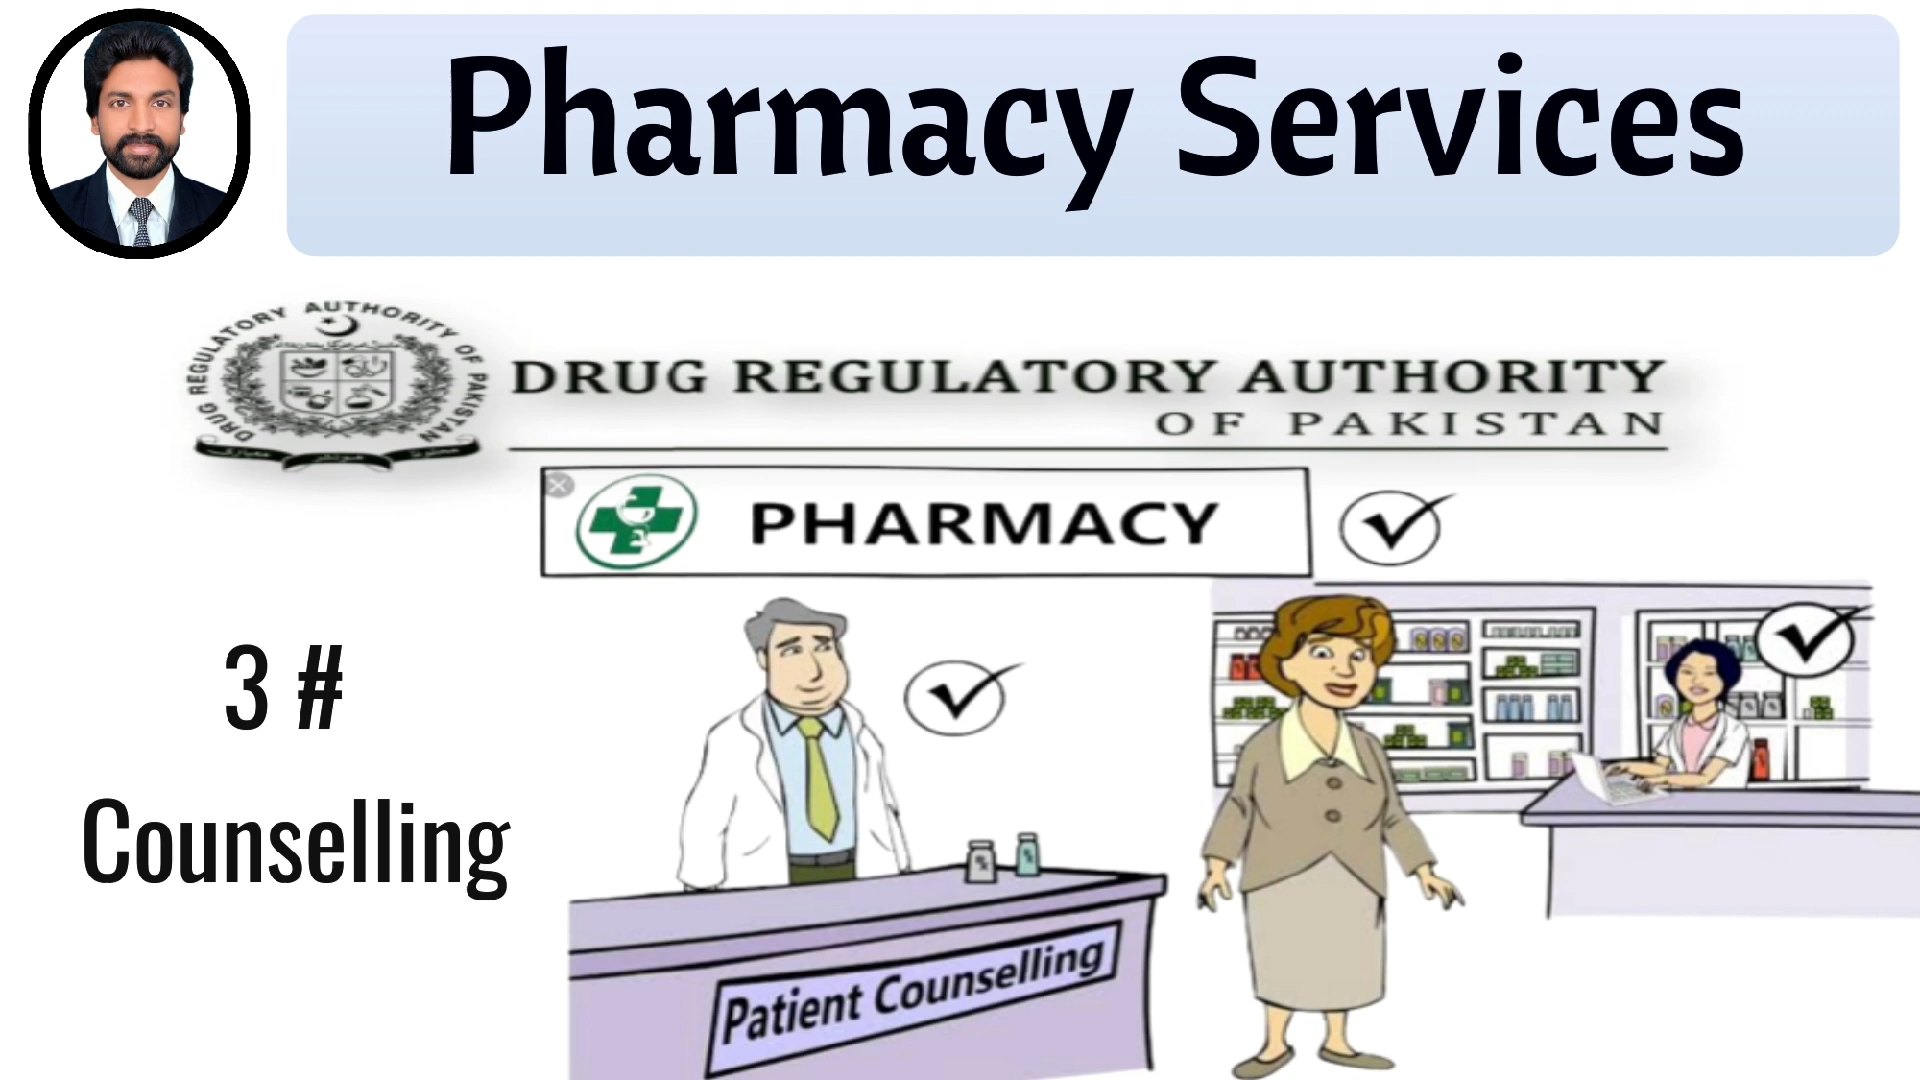 Pharmacy Services
DRUG REGULATORY AUTHORITY OF PAKISTAN
DRUG REGULATORY AUTHORITY
OF PAKISTAN
PHARMACY
3 #
Counselling
Patient Counselling